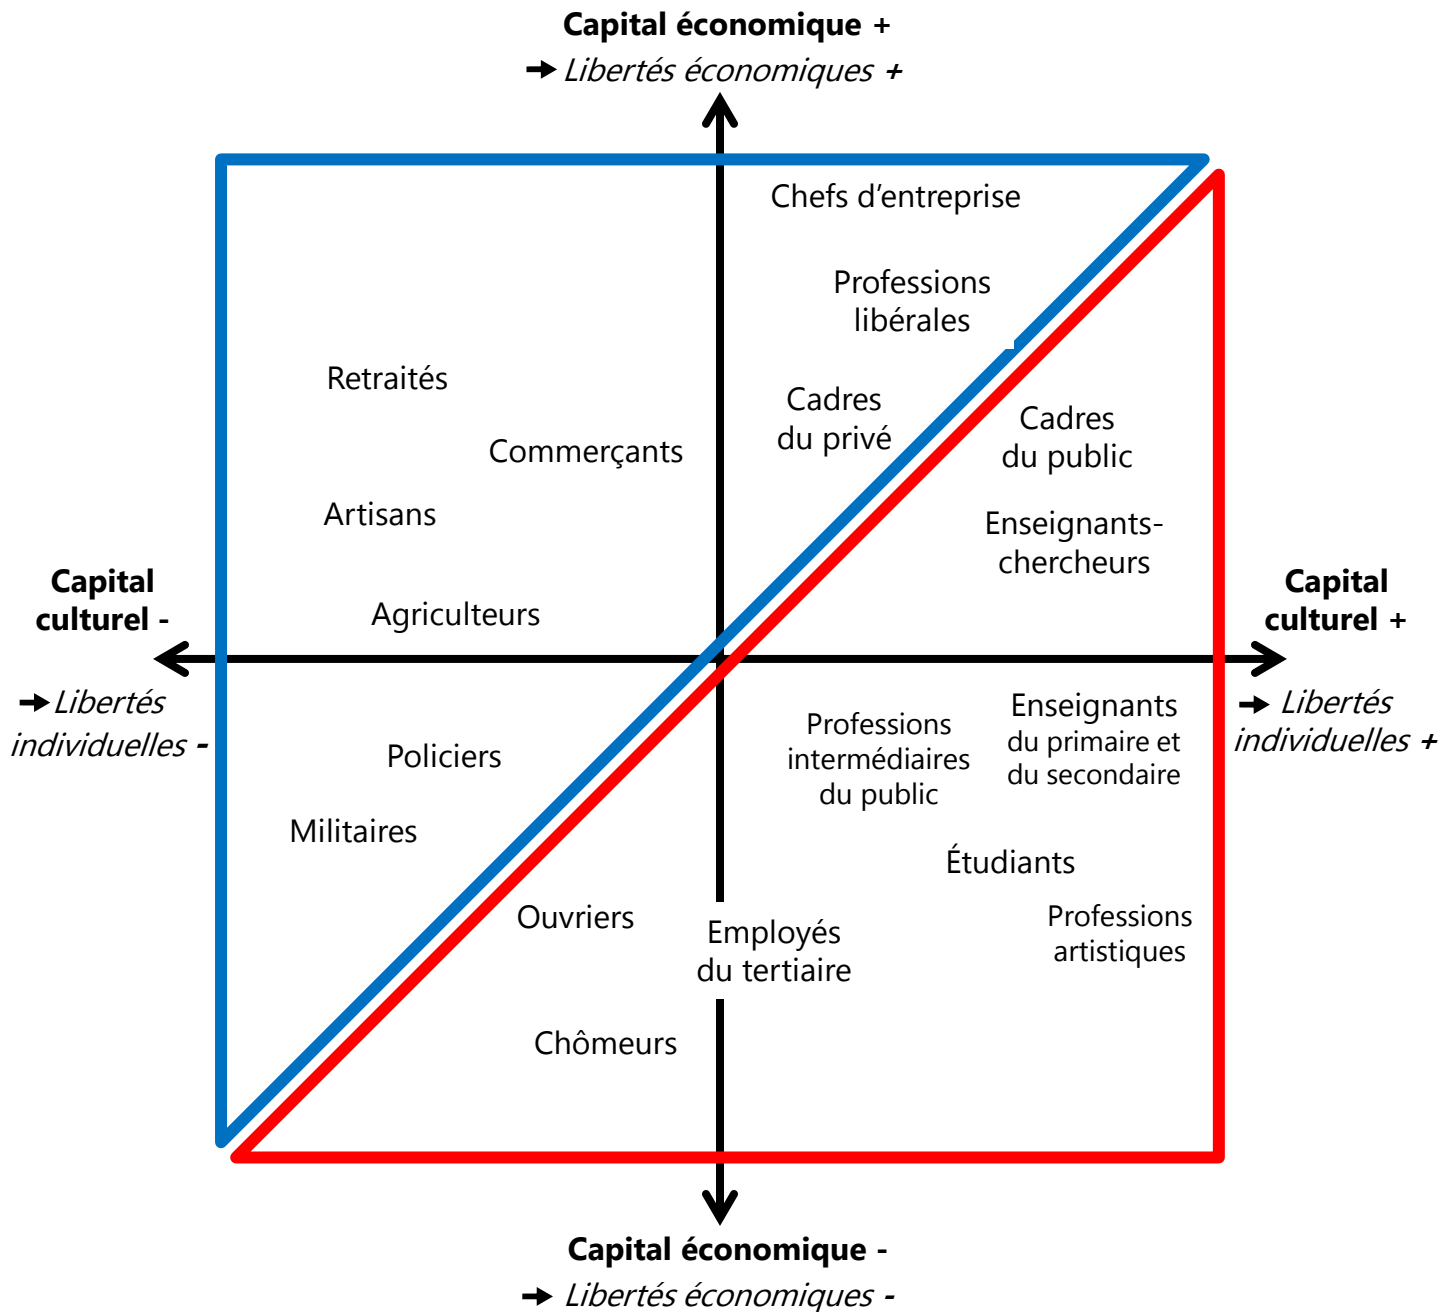 Capital économique +
➔ Libertés économiques +
Chefs d’entreprise
Professions
libérales
Retraités
Cadres
du privé
Cadres
du public
Commerçants
Artisans
Enseignants-
chercheurs
Capital
culturel -
Capital
culturel +
Agriculteurs
➔ Libertés
individuelles -
➔ Libertés
individuelles +
Policiers
Professions
intermédiaires
du public
Enseignants
du primaire et
du secondaire
Militaires
Étudiants
Ouvriers
Employés
du tertiaire
Professions
artistiques
Chômeurs
Capital économique -
➔ Libertés économiques -